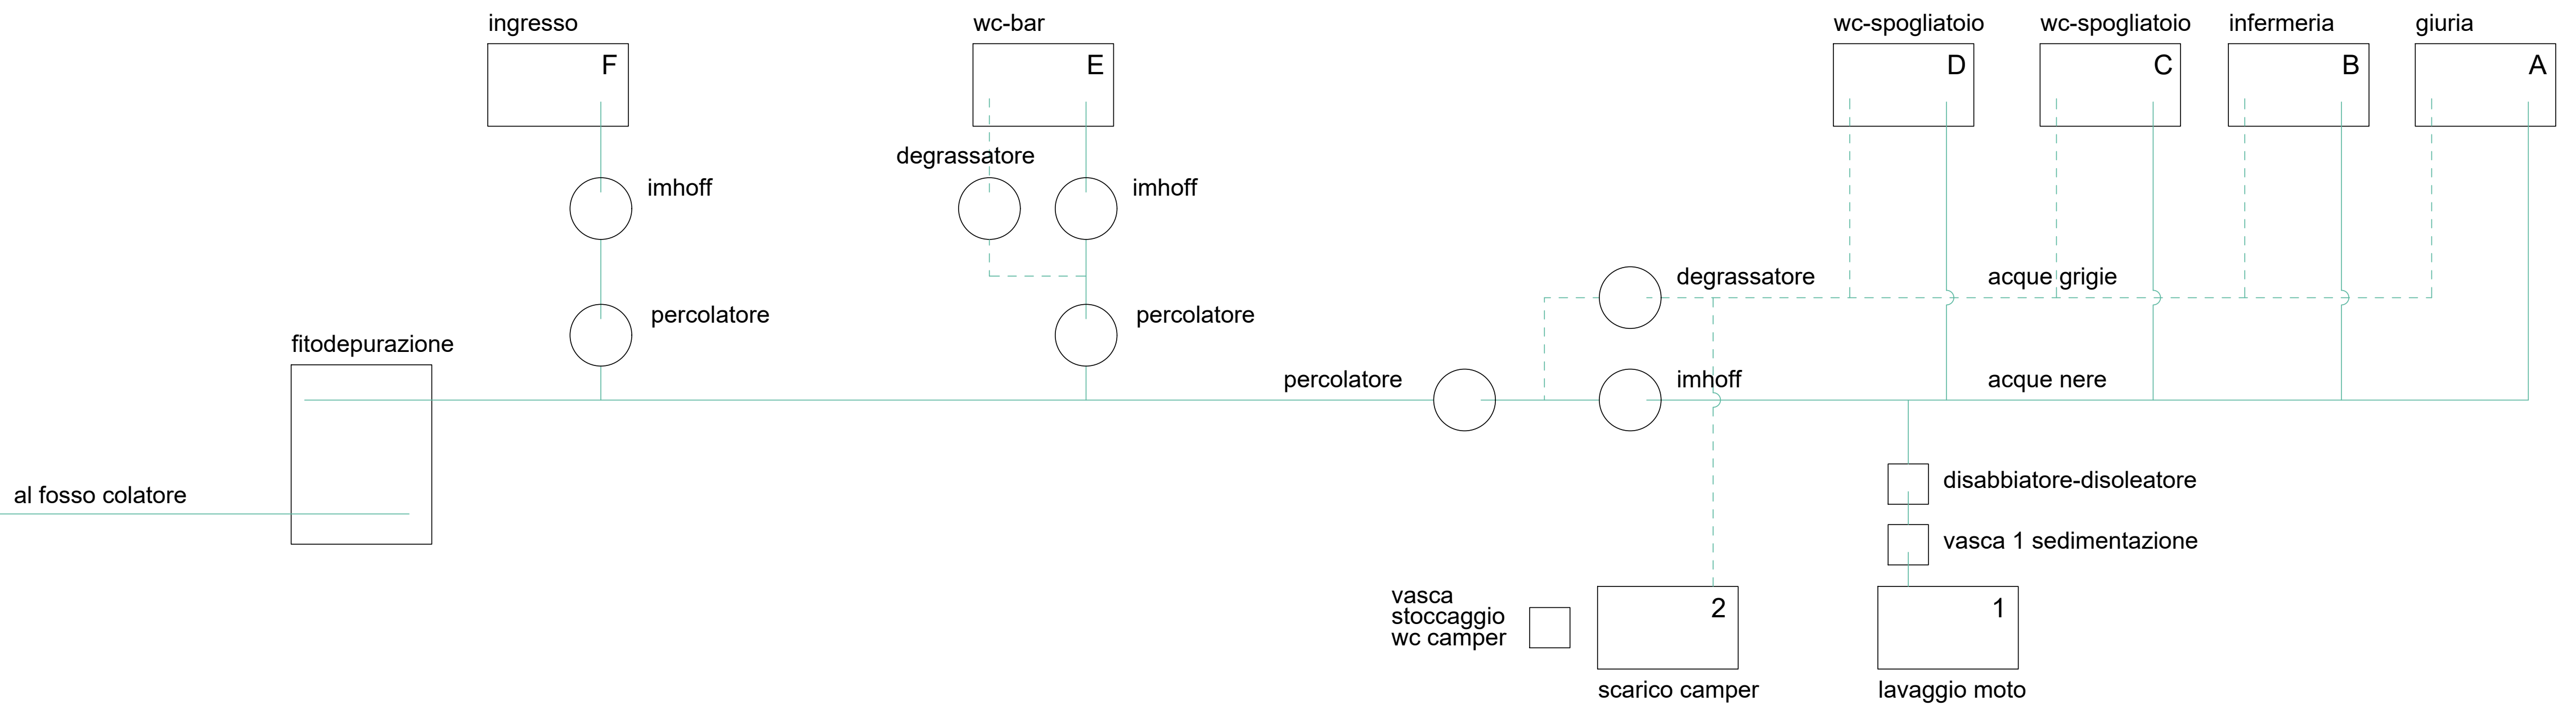 ingresso
wc-bar
wc-spogliatoio
wc-spogliatoio
infermeria
giuria
F
E
D
C
B
A
degrassatore
imhoff
imhoff
degrassatore
acque grigie
percolatore
percolatore
fitodepurazione
percolatore
imhoff
acque nere
al fosso colatore
disabbiatore-disoleatore
vasca 1 sedimentazione
vasca
stoccaggio
wc camper
2
1
scarico camper
lavaggio moto